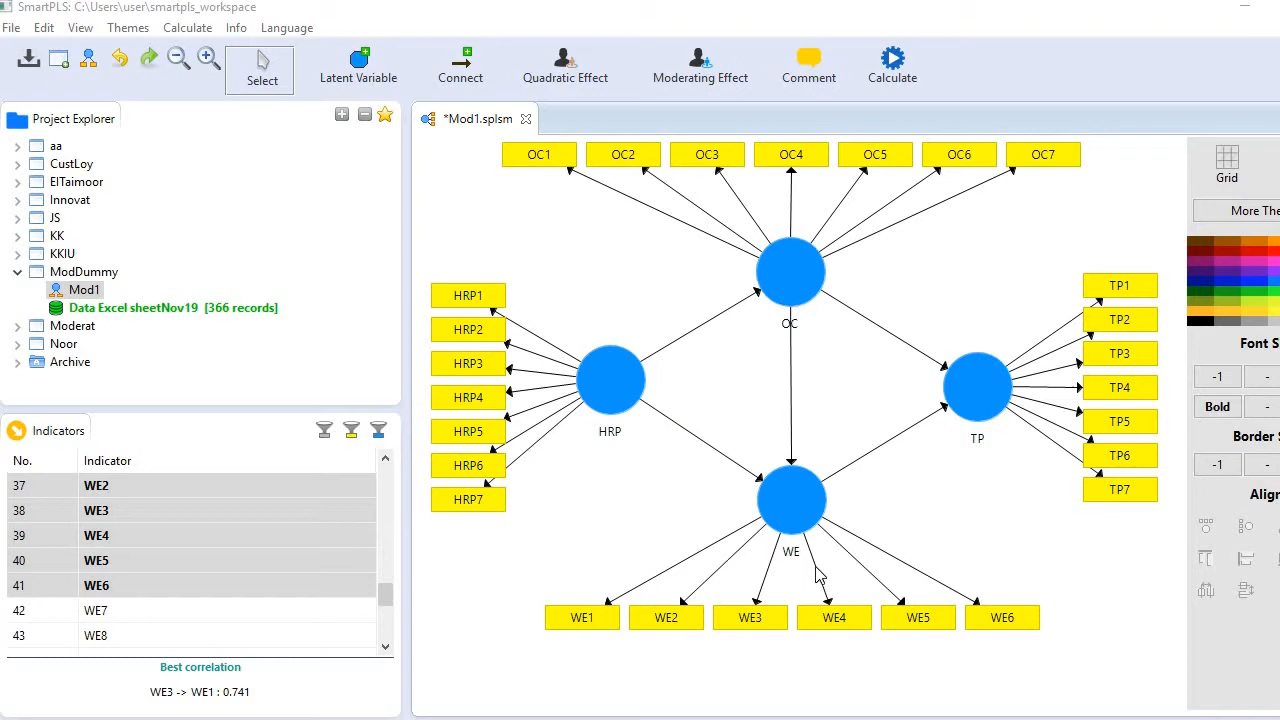 SmartPLS: C:\Users\user\smartpls_workspace
File Edit View Themes Calculate Info Language
Select
Latent Variable
Connect
Quadratic Effect
Moderating Effect
Comment
Calculate
Project Explorer
aa
CustLoy
ElTaimoor
Innovat
JS
KK
KKIU
ModDummy
Mod1
Data Excel sheetNov19 [366 records]
Moderat
Noor
Archive
Indicators
No. Indicator
37 WE2
38 WE3
39 WE4
40 WE5
41 WE6
42 WE7
43 WE8
Best correlation
WE3 -> WE1 : 0.741
*Mod1.splsm
OC1 OC2 OC3 OC4 OC5 OC6 OC7
OC
HRP1
HRP2
HRP3
HRP4
HRP5
HRP6
HRP7
HRP
TP1
TP2
TP3
TP4
TP5
TP6
TP7
TP
WE
WE1 WE2 WE3 WE4 WE5 WE6
Grid
More The
Font S
-1 -
Bold -
Border S
-1 -
Align